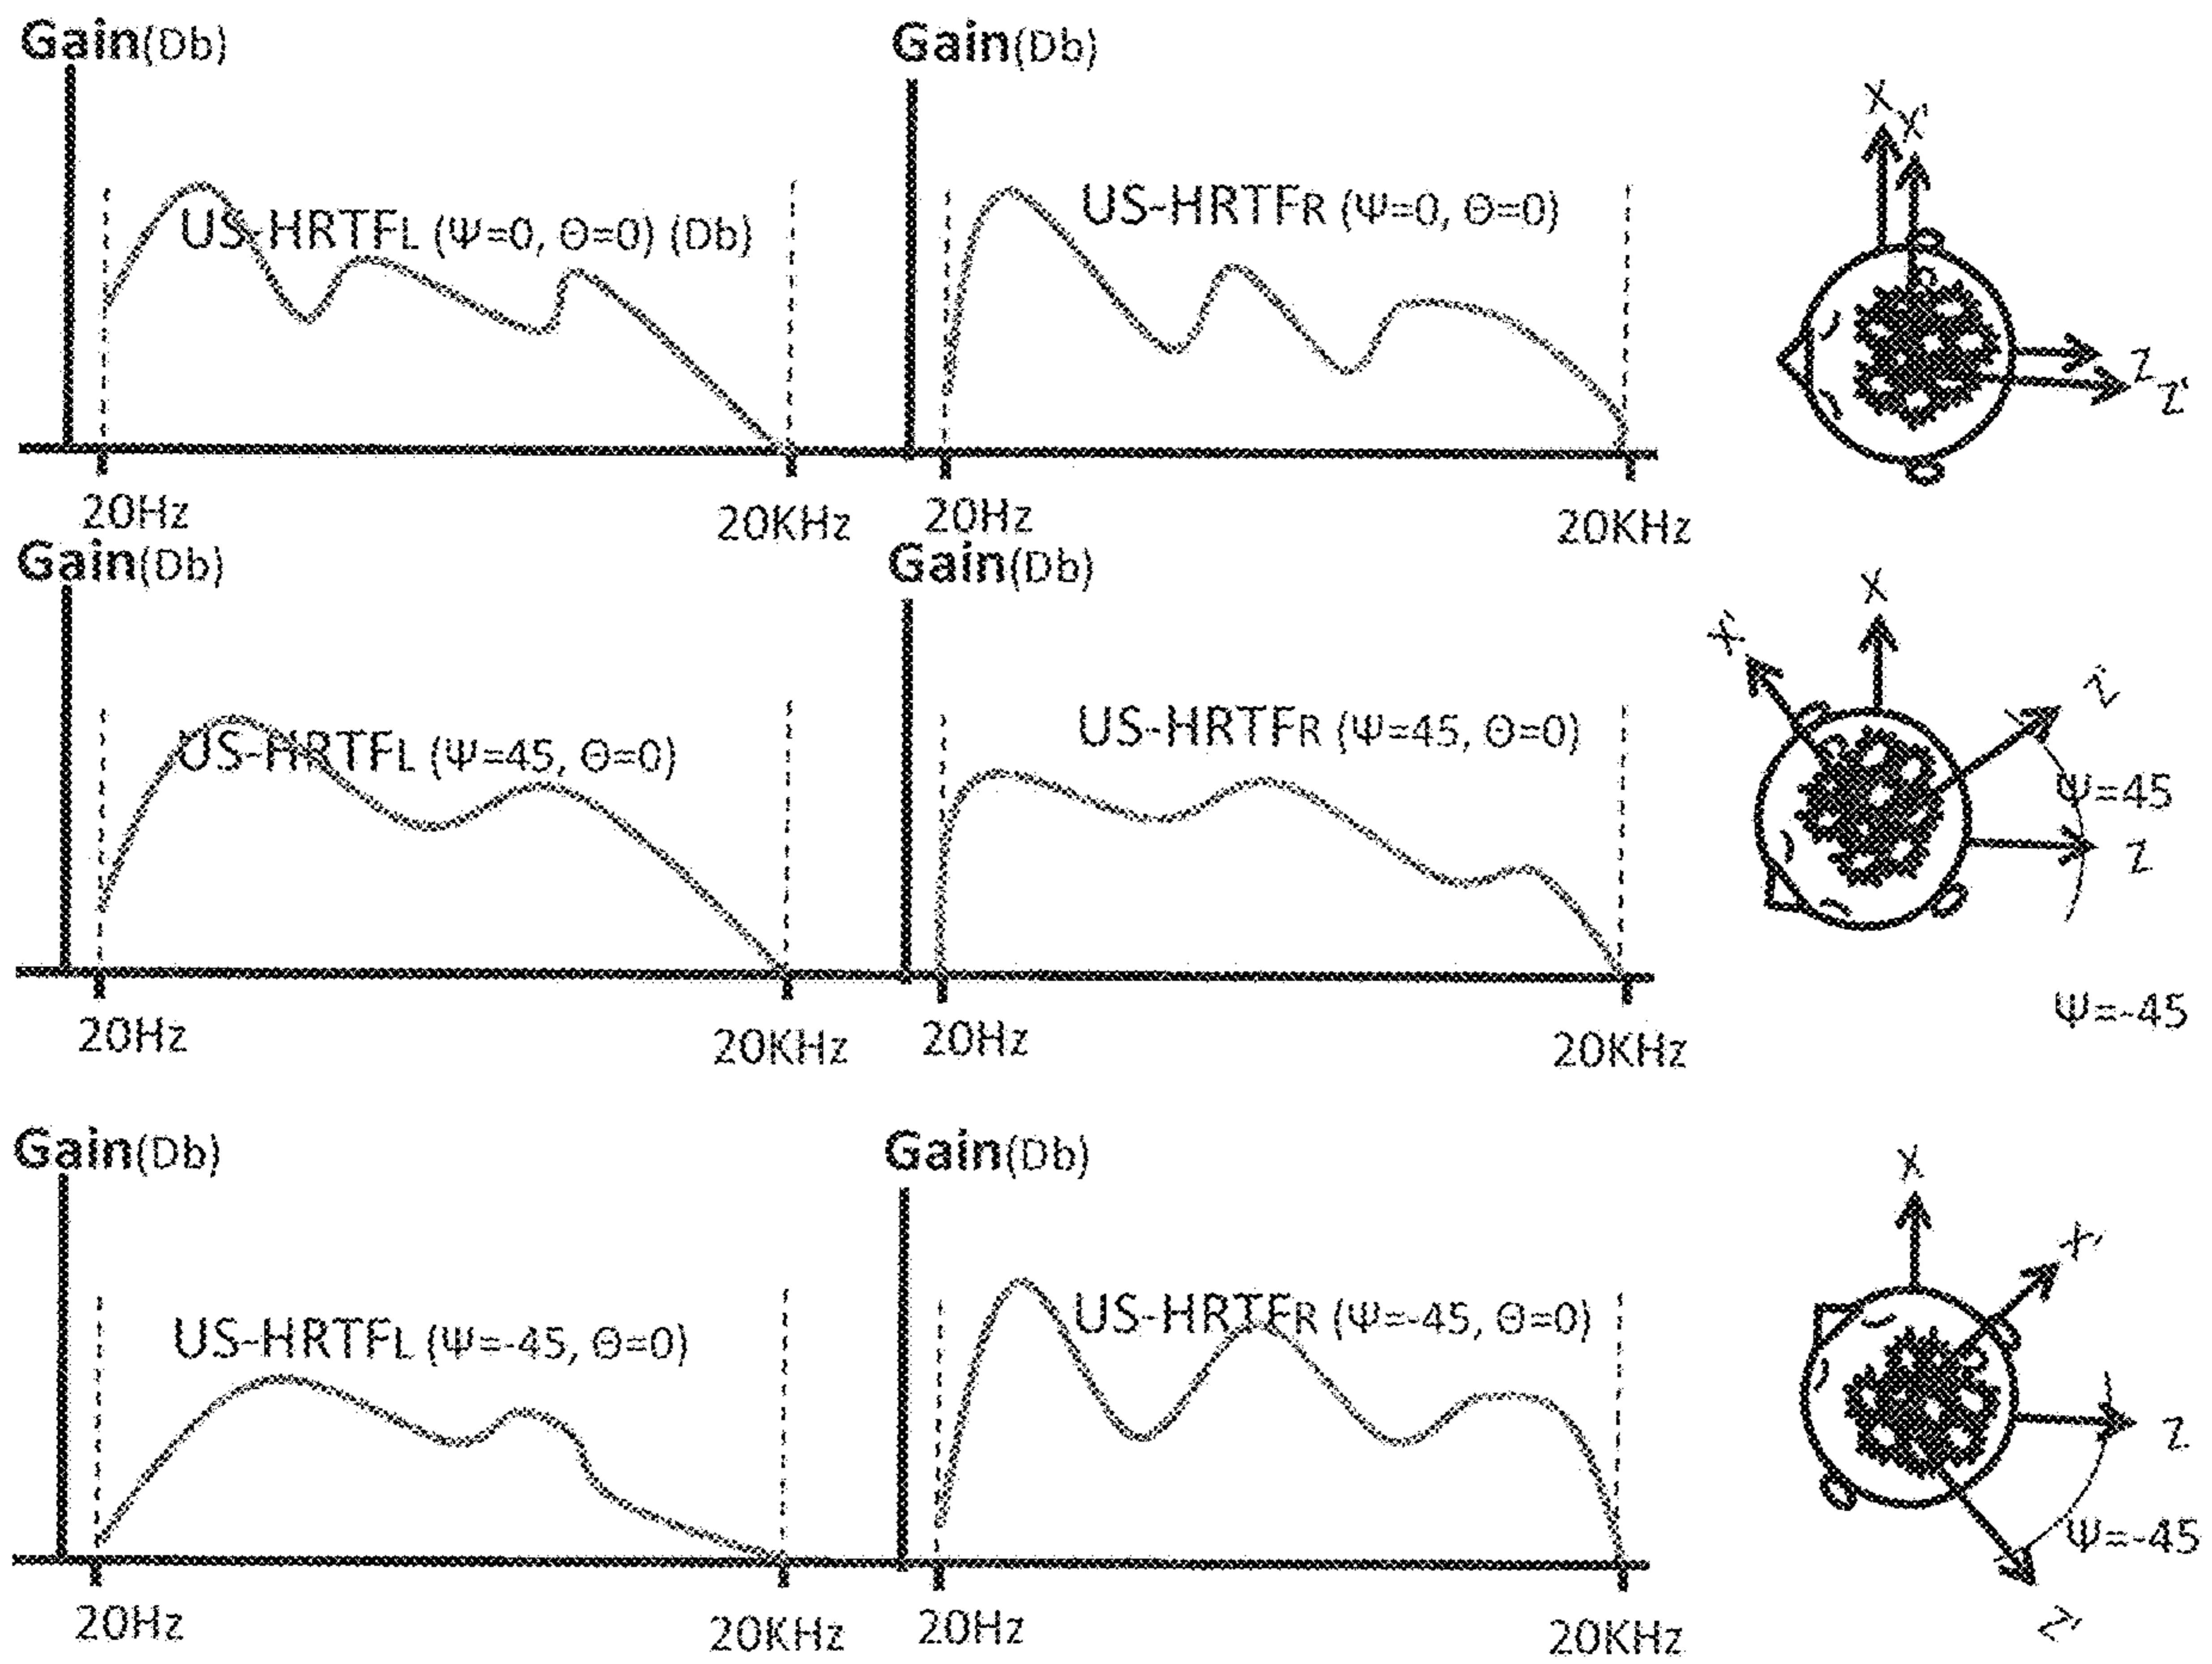 Gain(Db)
Gain(Db)
X
X'
US-HRTFL (Ψ=0, Θ=0) (Db)
US-HRTFR (Ψ=0, Θ=0)
Z
Z'
20Hz
20KHz
20Hz
20KHz
Gain(Db)
Gain(Db)
X
X'
Z'
US-HRTFL (Ψ=45, Θ=0)
US-HRTFR (Ψ=45, Θ=0)
Ψ=45
Z
Ψ=-45
20Hz
20KHz
20Hz
20KHz
Gain(Db)
Gain(Db)
X
X'
US-HRTFL (Ψ=-45, Θ=0)
US-HRTFR (Ψ=-45, Θ=0)
Z
Ψ=-45
Z'
20Hz
20KHz
20Hz
20KHz